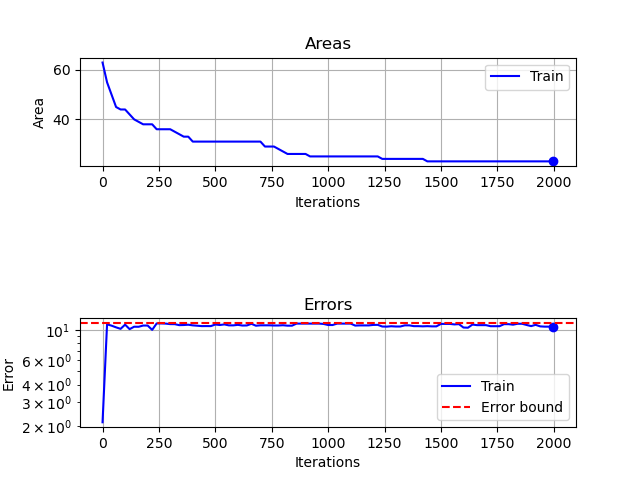 Areas
60
40
Area
Train
0
250
500
750
1000
1250
1500
1750
2000
Iterations
Errors
10¹
6 × 10⁰
4 × 10⁰
3 × 10⁰
2 × 10⁰
Error
Train
Error bound
0
250
500
750
1000
1250
1500
1750
2000
Iterations